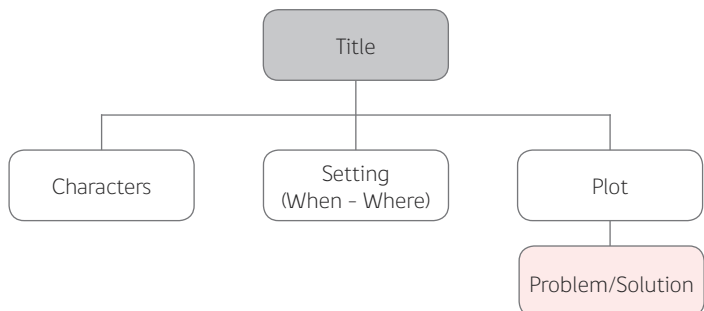 Title
Characters
Setting
(When – Where)
Plot
Problem/Solution